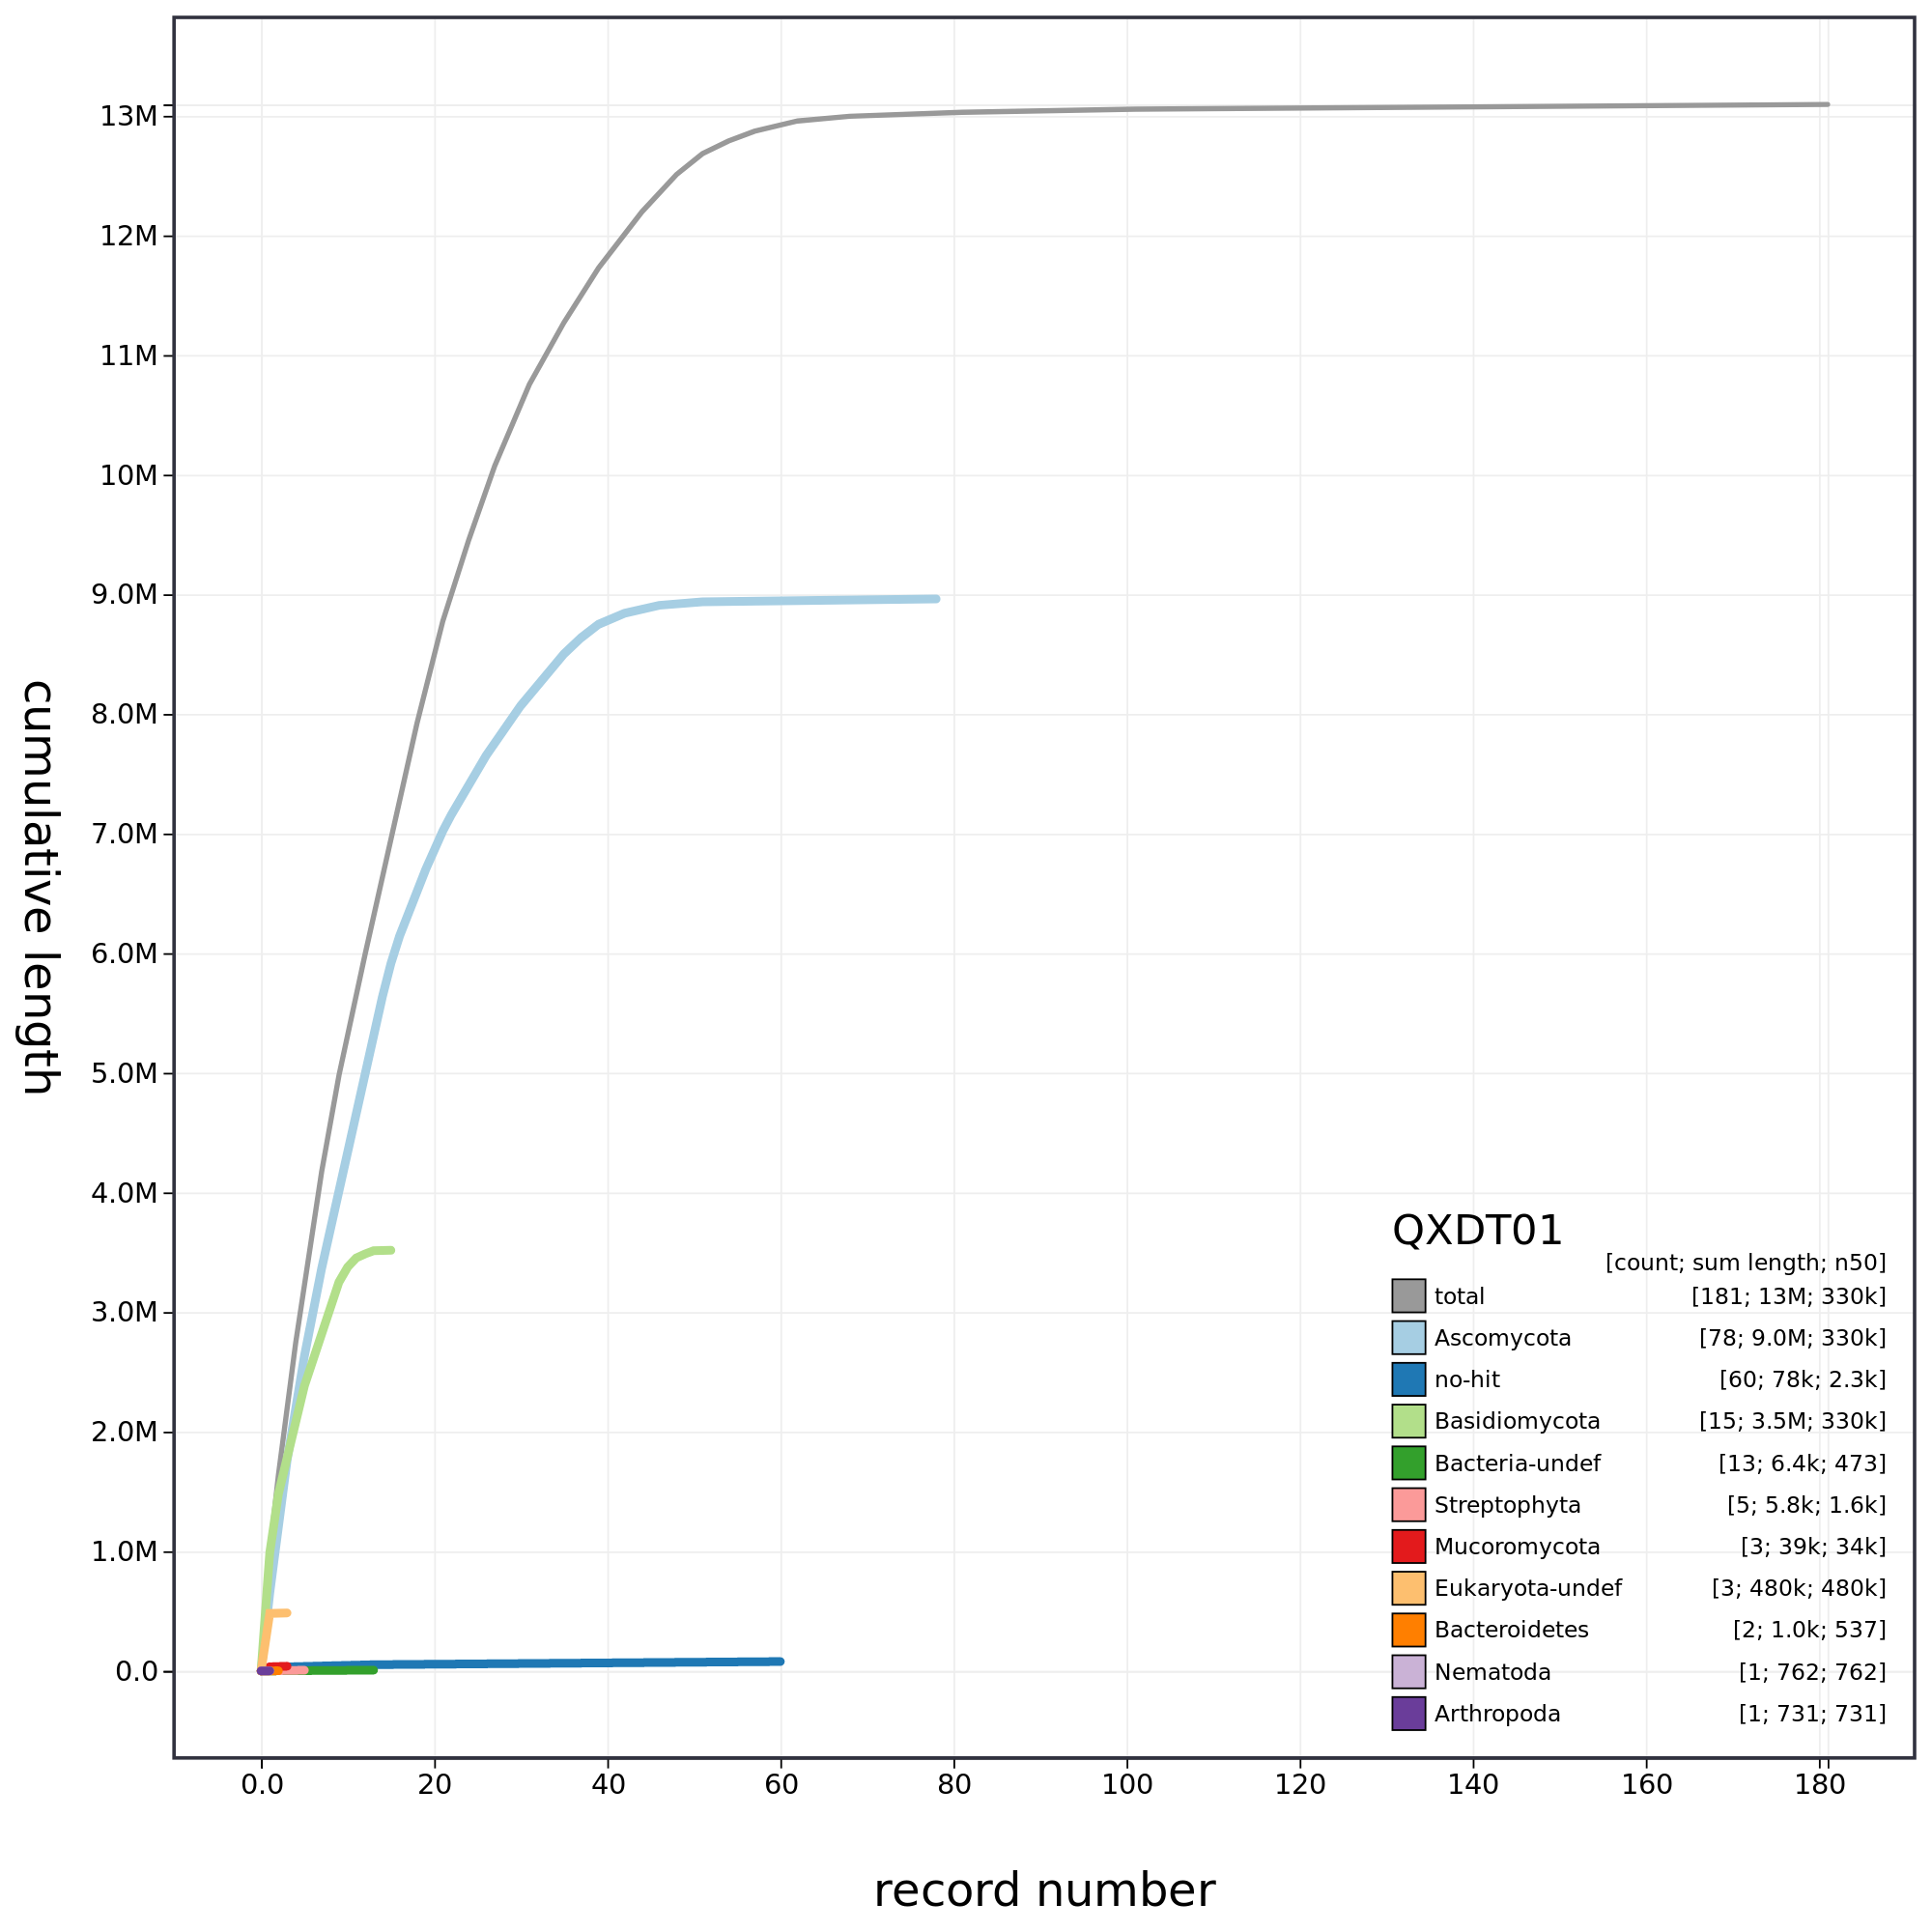 13M
12M
11M
10M
9.0M
8.0M
7.0M
6.0M
5.0M
4.0M
3.0M
2.0M
1.0M
0.0
cumulative length
QXDT01
[count; sum length; n50]
total [181; 13M; 330k]
Ascomycota [78; 9.0M; 330k]
no-hit [60; 78k; 2.3k]
Basidiomycota [15; 3.5M; 330k]
Bacteria-undef [13; 6.4k; 473]
Streptophyta [5; 5.8k; 1.6k]
Mucoromycota [3; 39k; 34k]
Eukaryota-undef [3; 480k; 480k]
Bacteroidetes [2; 1.0k; 537]
Nematoda [1; 762; 762]
Arthropoda [1; 731; 731]
0.0 20 40 60 80 100 120 140 160 180
record number